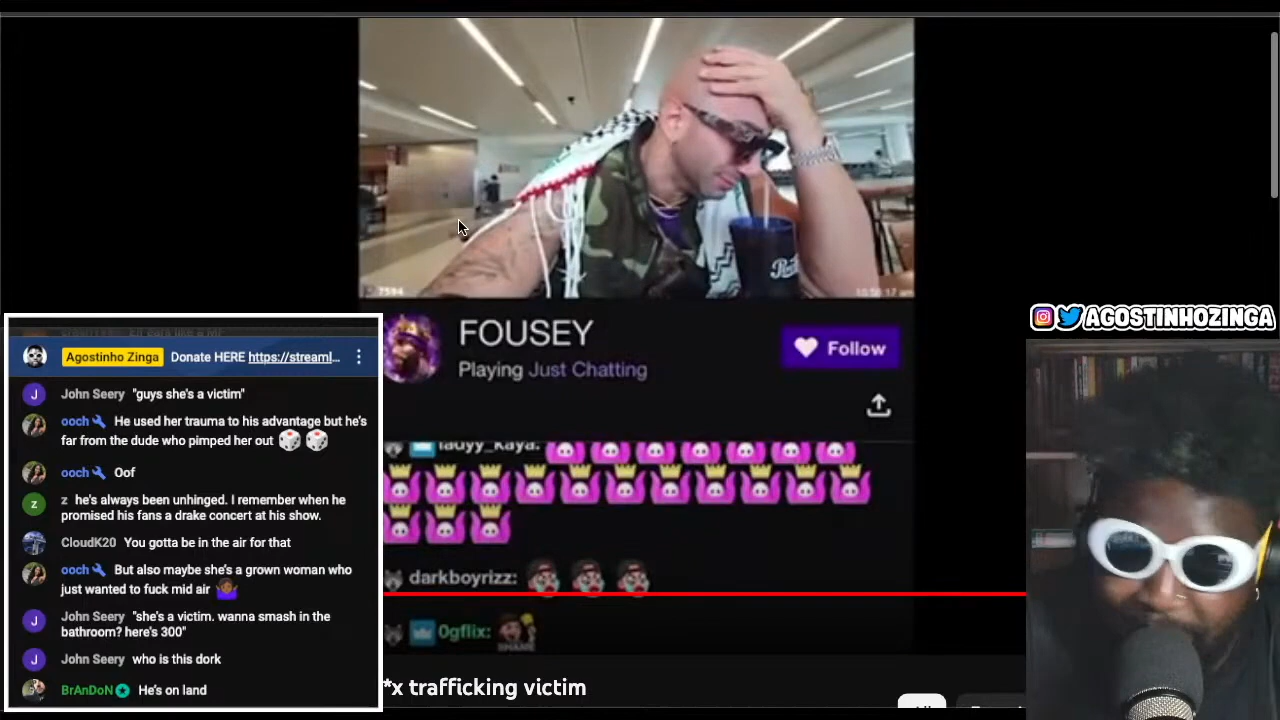 7594
FOUSEY
Playing Just Chatting
Follow
ladyy_kaya:
darkboyrizz:
0gflix:
*x trafficking victim
Agostinho Zinga Donate HERE https://streaml...
John Seery "guys she's a victim"
ooch He used her trauma to his advantage but he's
far from the dude who pimped her out
ooch Oof
z he's always been unhinged. I remember when he
promised his fans a drake concert at his show.
CloudK20 You gotta be in the air for that
ooch But also maybe she's a grown woman who
just wanted to fuck mid air
John Seery "she's a victim. wanna smash in the
bathroom? here's 300"
John Seery who is this dork
BrAnDoN He's on land
@AGOSTINHOZINGA